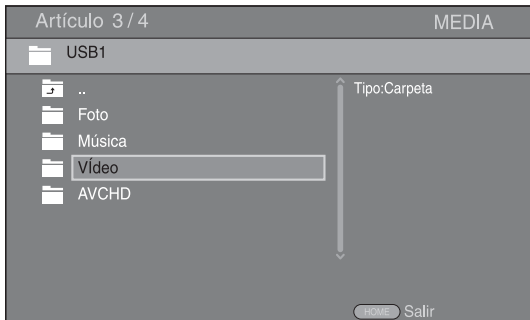 Artículo 3/4 MEDIA
USB1
..
Tipo:Carpeta
Foto
Música
VÍdeo
AVCHD
HOME Salir